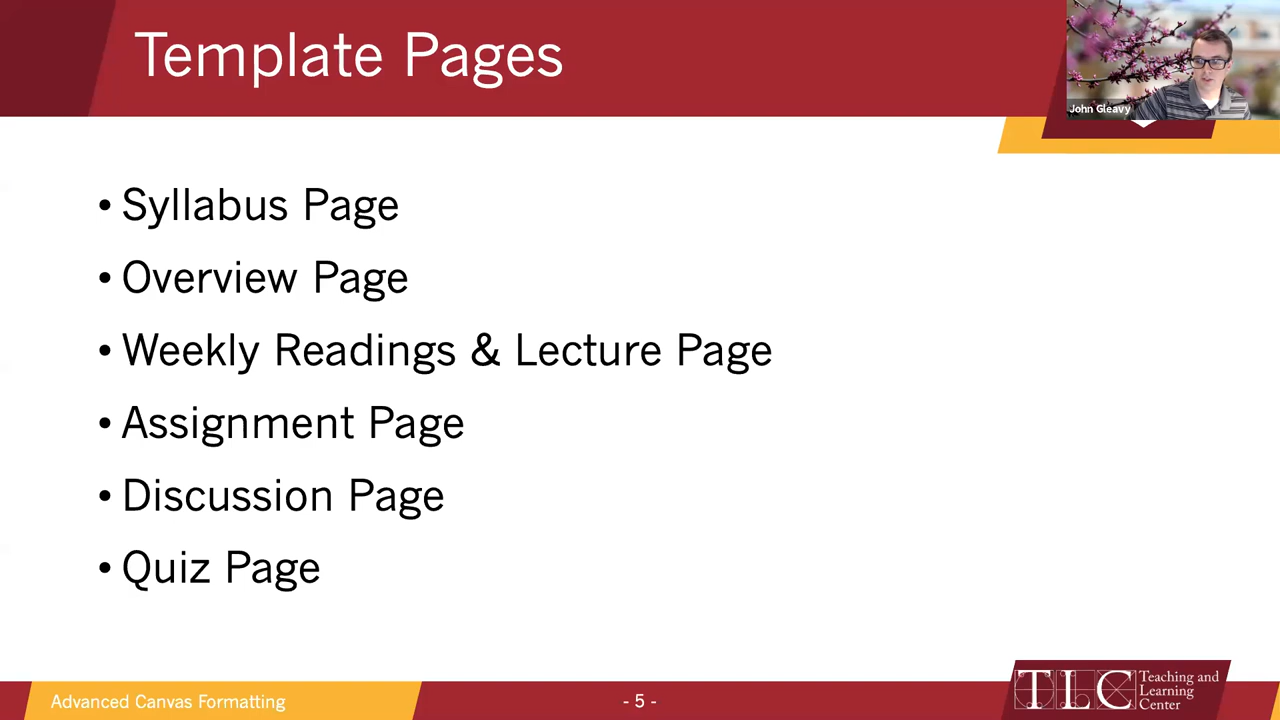 Template Pages
John Gleavy
• Syllabus Page
• Overview Page
• Weekly Readings & Lecture Page
• Assignment Page
• Discussion Page
• Quiz Page
Advanced Canvas Formatting
- 5 -
TLC
Teaching and
Learning
Center